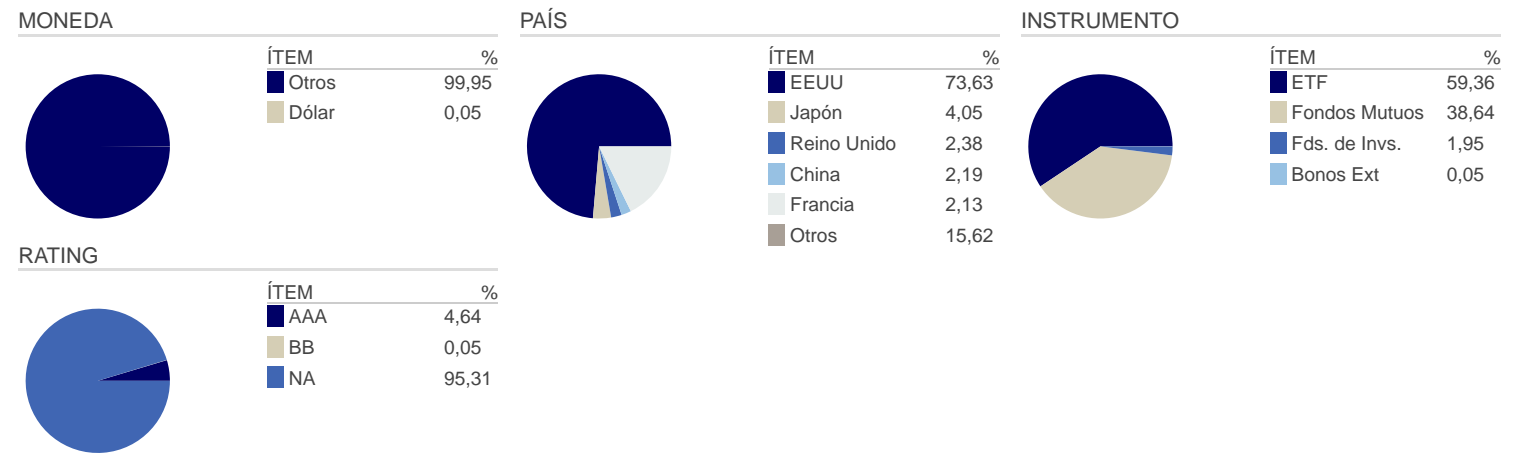 MONEDA
ÍTEM %
Otros 99,95
Dólar 0,05
PAÍS
ÍTEM %
EEUU 73,63
Japón 4,05
Reino Unido 2,38
China 2,19
Francia 2,13
Otros 15,62
INSTRUMENTO
ÍTEM %
ETF 59,36
Fondos Mutuos 38,64
Fds. de Invs. 1,95
Bonos Ext 0,05
RATING
ÍTEM %
AAA 4,64
BB 0,05
NA 95,31